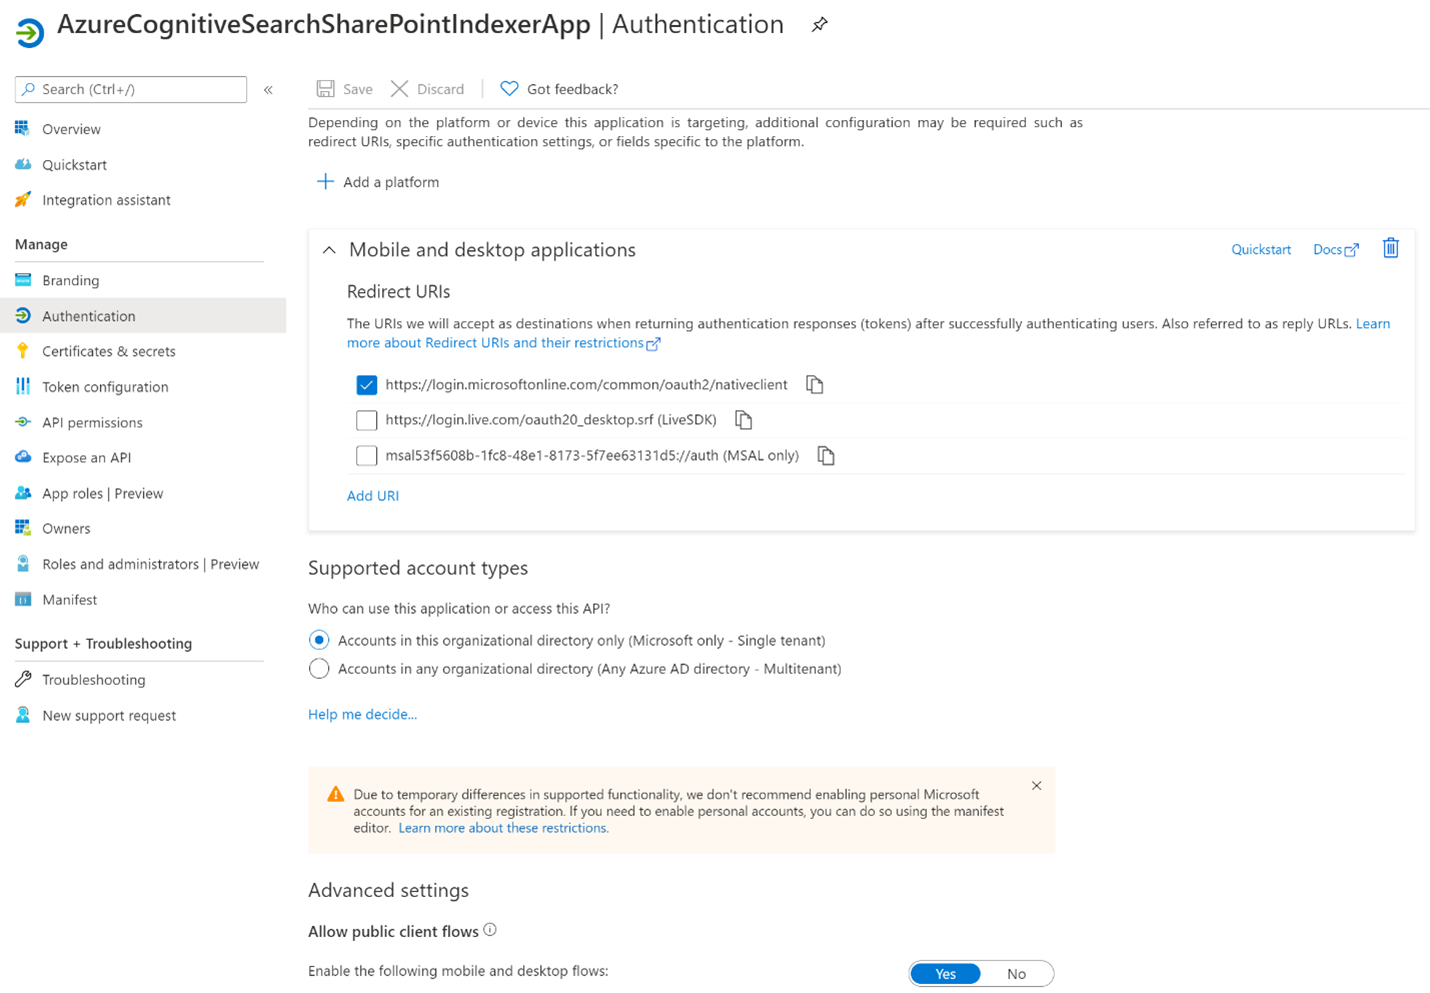 AzureCognitiveSearchSharePointIndexerApp | Authentication
Search (Ctrl+/)
«
Overview
Quickstart
Integration assistant
Manage
Branding
Authentication
Certificates & secrets
Token configuration
API permissions
Expose an API
App roles | Preview
Owners
Roles and administrators | Preview
Manifest
Support + Troubleshooting
Troubleshooting
New support request
Save
Discard
Got feedback?
Depending on the platform or device this application is targeting, additional configuration may be required such as
redirect URIs, specific authentication settings, or fields specific to the platform.
Add a platform
Mobile and desktop applications
Quickstart
Docs
Redirect URIs
The URIs we will accept as destinations when returning authentication responses (tokens) after successfully authenticating users. Also referred to as reply URLs. Learn
more about Redirect URIs and their restrictions
https://login.microsoftonline.com/common/oauth2/nativeclient
https://login.live.com/oauth20_desktop.srf (LiveSDK)
msal53f5608b-1fc8-48e1-8173-5f7ee63131d5://auth (MSAL only)
Add URI
Supported account types
Who can use this application or access this API?
Accounts in this organizational directory only (Microsoft only - Single tenant)
Accounts in any organizational directory (Any Azure AD directory - Multitenant)
Help me decide...
Due to temporary differences in supported functionality, we don't recommend enabling personal Microsoft
accounts for an existing registration. If you need to enable personal accounts, you can do so using the manifest
editor. Learn more about these restrictions.
Advanced settings
Allow public client flows
Enable the following mobile and desktop flows:
Yes
No